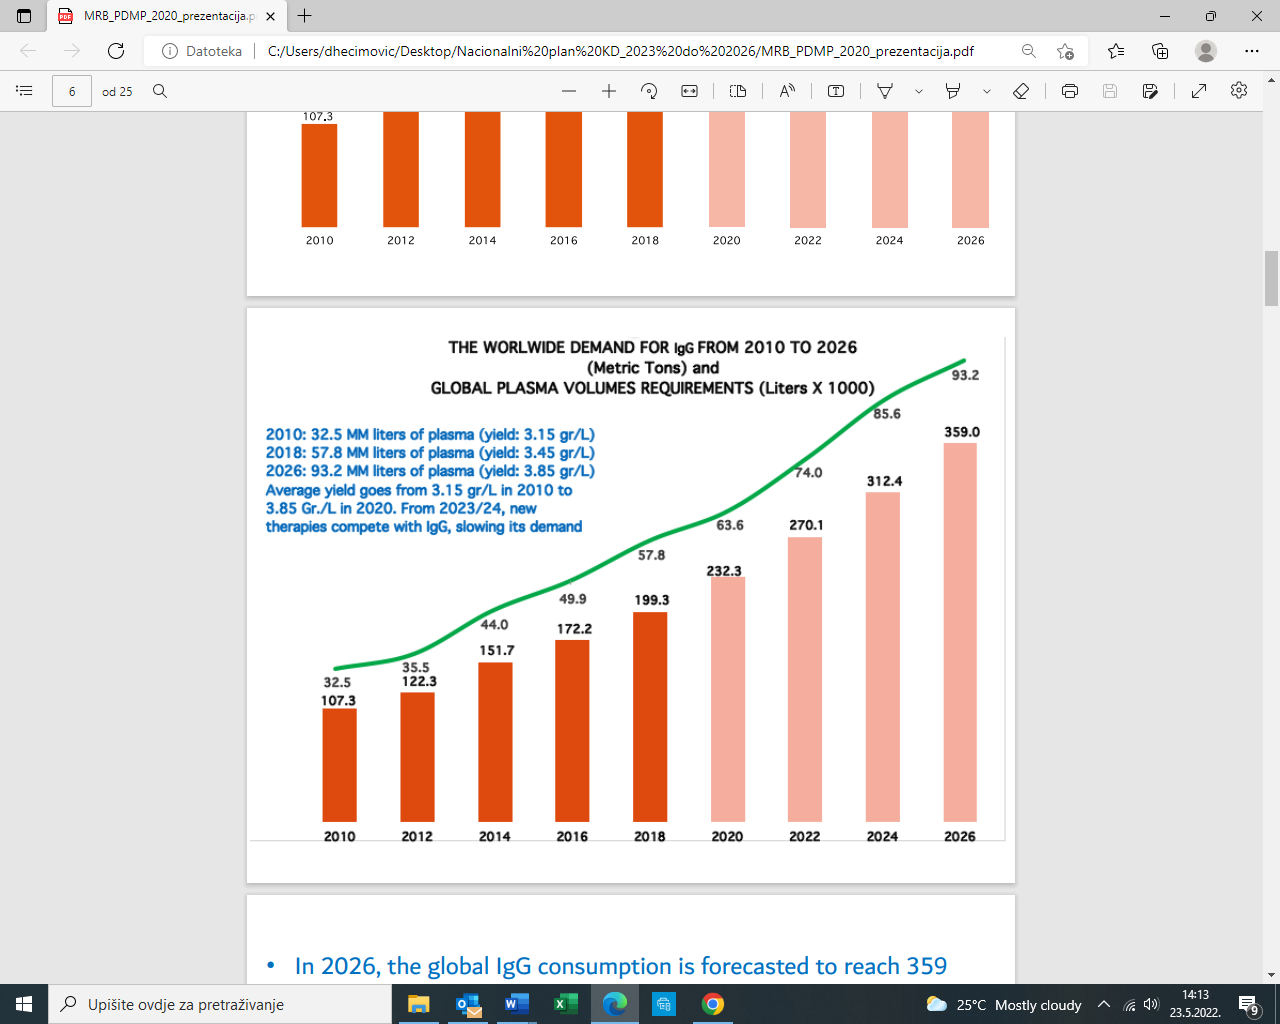 MRB_PDMP_2020_prezentacija.p
Datoteka
C:/Users/dhecimovic/Desktop/Nacionalni%20plan%20KD_2023%20do%202026/MRB_PDMP_2020_prezentacija.pdf
6 od 25
107.3
2010 2012 2014 2016 2018 2020 2022 2024 2026
THE WORLWIDE DEMAND FOR IgG FROM 2010 TO 2026
(Metric Tons) and
GLOBAL PLASMA VOLUMES REQUIREMENTS (Liters X 1000)
2010: 32.5 MM liters of plasma (yield: 3.15 gr/L)
2018: 57.8 MM liters of plasma (yield: 3.45 gr/L)
2026: 93.2 MM liters of plasma (yield: 3.85 gr/L)
Average yield goes from 3.15 gr/L in 2010 to
3.85 Gr./L in 2020. From 2023/24, new
therapies compete with IgG, slowing its demand
32.5
35.5
44.0
49.9
57.8
63.6
74.0
85.6
93.2
107.3
122.3
151.7
172.2
199.3
232.3
270.1
312.4
359.0
2010 2012 2014 2016 2018 2020 2022 2024 2026
• In 2026, the global IgG consumption is forecasted to reach 359
Upišite ovdje za pretraživanje
25°C Mostly cloudy
14:13
23.5.2022.
9